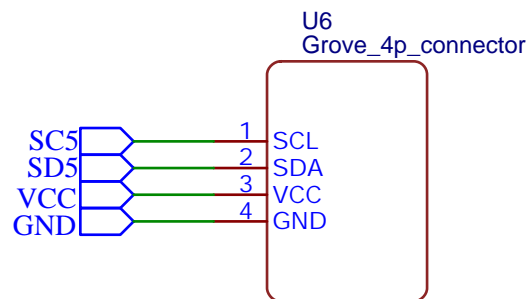 U6
Grove_4p_connector
SC5 1 SCL
SD5 2 SDA
VCC 3 VCC
GND 4 GND